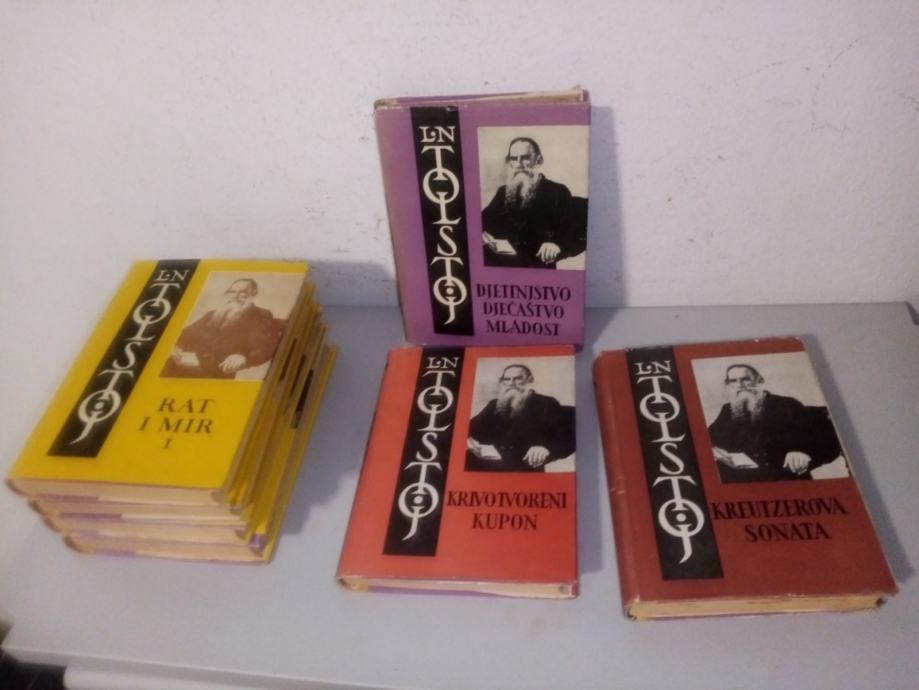 L·N
TOLSTOJ
DJETINJSTVO
DJEČAŠTVO
MLADOST
L·N
TOLSTOJ
RAT
I MIR
I
L·N
TOLSTOJ
KRIVOTVORENI
KUPON
L·N
TOLSTOJ
KREUTZEROVA
SONATA